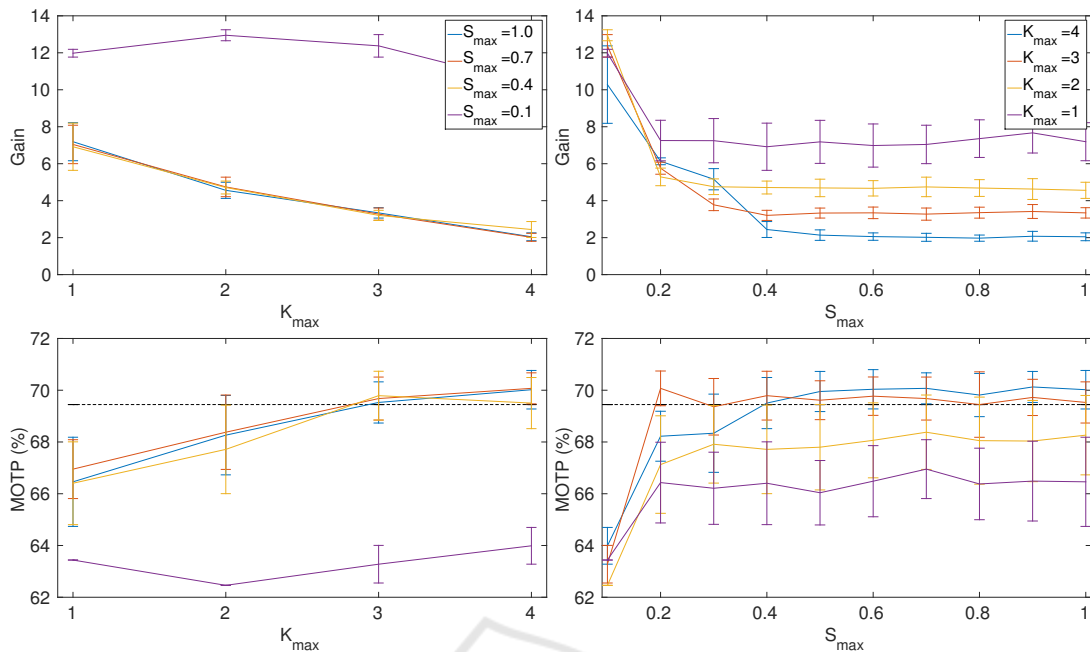 14
12
10
8
6
4
2
0
Gain
1
2
3
4
K_max
S_max=1.0
S_max=0.7
S_max=0.4
S_max=0.1
14
12
10
8
6
4
2
0
Gain
0.2
0.4
0.6
0.8
1
S_max
K_max=4
K_max=3
K_max=2
K_max=1
72
70
68
66
64
62
MOTP (%)
1
2
3
4
K_max
72
70
68
66
64
62
MOTP (%)
0.2
0.4
0.6
0.8
1
S_max